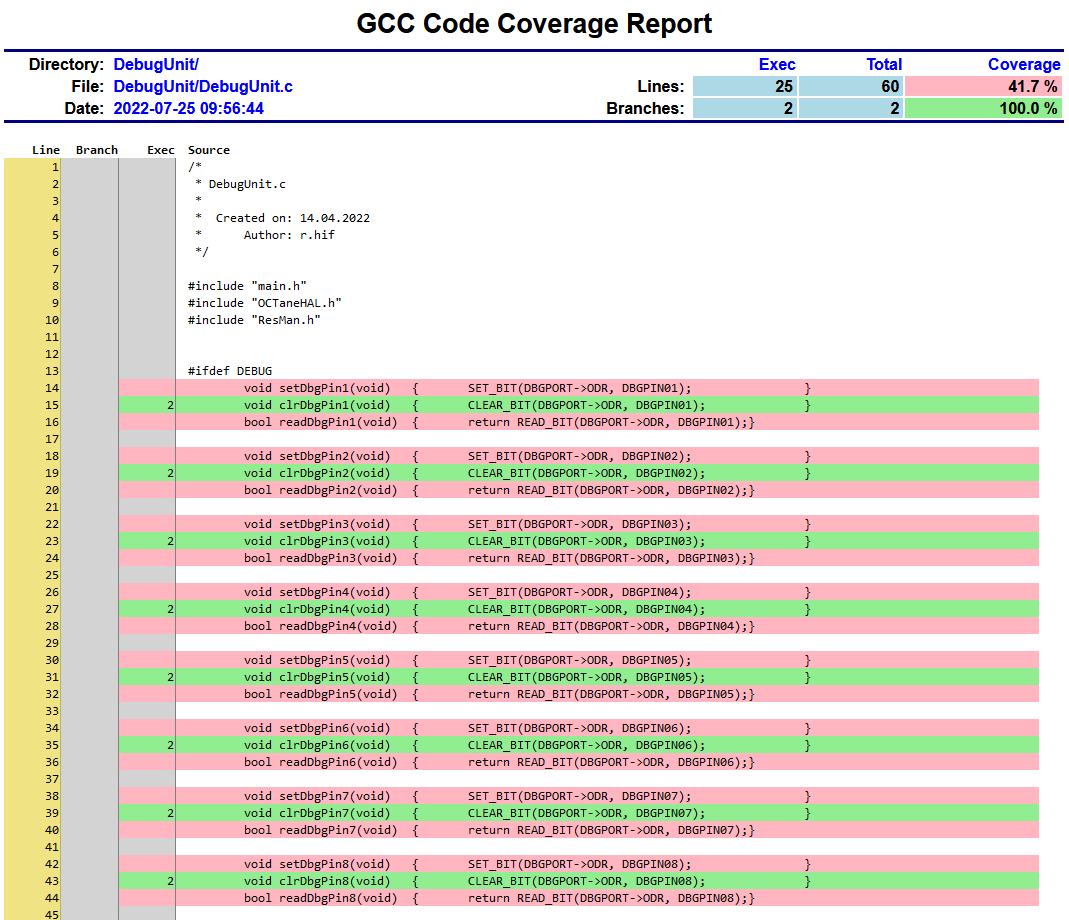 GCC Code Coverage Report
Directory: DebugUnit/ Exec Total Coverage
File: DebugUnit/DebugUnit.c Lines: 25 60 41.7 %
Date: 2022-07-25 09:56:44 Branches: 2 2 100.0 %
Line Branch Exec Source
1 /*
2 * DebugUnit.c
3 *
4 * Created on: 14.04.2022
5 * Author: r.hif
6 */
7
8 #include "main.h"
9 #include "OCTaneHAL.h"
10 #include "ResMan.h"
11
12
13 #ifdef DEBUG
14 void setDbgPin1(void) { SET_BIT(DBGPORT->ODR, DBGPIN01); }
15 2 void clrDbgPin1(void) { CLEAR_BIT(DBGPORT->ODR, DBGPIN01); }
16 bool readDbgPin1(void) { return READ_BIT(DBGPORT->ODR, DBGPIN01);}
17
18 void setDbgPin2(void) { SET_BIT(DBGPORT->ODR, DBGPIN02); }
19 2 void clrDbgPin2(void) { CLEAR_BIT(DBGPORT->ODR, DBGPIN02); }
20 bool readDbgPin2(void) { return READ_BIT(DBGPORT->ODR, DBGPIN02);}
21
22 void setDbgPin3(void) { SET_BIT(DBGPORT->ODR, DBGPIN03); }
23 2 void clrDbgPin3(void) { CLEAR_BIT(DBGPORT->ODR, DBGPIN03); }
24 bool readDbgPin3(void) { return READ_BIT(DBGPORT->ODR, DBGPIN03);}
25
26 void setDbgPin4(void) { SET_BIT(DBGPORT->ODR, DBGPIN04); }
27 2 void clrDbgPin4(void) { CLEAR_BIT(DBGPORT->ODR, DBGPIN04); }
28 bool readDbgPin4(void) { return READ_BIT(DBGPORT->ODR, DBGPIN04);}
29
30 void setDbgPin5(void) { SET_BIT(DBGPORT->ODR, DBGPIN05); }
31 2 void clrDbgPin5(void) { CLEAR_BIT(DBGPORT->ODR, DBGPIN05); }
32 bool readDbgPin5(void) { return READ_BIT(DBGPORT->ODR, DBGPIN05);}
33
34 void setDbgPin6(void) { SET_BIT(DBGPORT->ODR, DBGPIN06); }
35 2 void clrDbgPin6(void) { CLEAR_BIT(DBGPORT->ODR, DBGPIN06); }
36 bool readDbgPin6(void) { return READ_BIT(DBGPORT->ODR, DBGPIN06);}
37
38 void setDbgPin7(void) { SET_BIT(DBGPORT->ODR, DBGPIN07); }
39 2 void clrDbgPin7(void) { CLEAR_BIT(DBGPORT->ODR, DBGPIN07); }
40 bool readDbgPin7(void) { return READ_BIT(DBGPORT->ODR, DBGPIN07);}
41
42 void setDbgPin8(void) { SET_BIT(DBGPORT->ODR, DBGPIN08); }
43 2 void clrDbgPin8(void) { CLEAR_BIT(DBGPORT->ODR, DBGPIN08); }
44 bool readDbgPin8(void) { return READ_BIT(DBGPORT->ODR, DBGPIN08);}
45